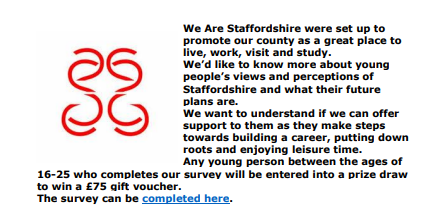 We Are Staffordshire were set up to
promote our county as a great place to
live, work, visit and study.
We'd like to know more about young
people's views and perceptions of
Staffordshire and what their future
plans are.
We want to understand if we can offer
support to them as they make steps
towards building a career, putting down
roots and enjoying leisure time.
Any young person between the ages of
16-25 who completes our survey will be entered into a prize draw
to win a £75 gift voucher.
The survey can be completed here.